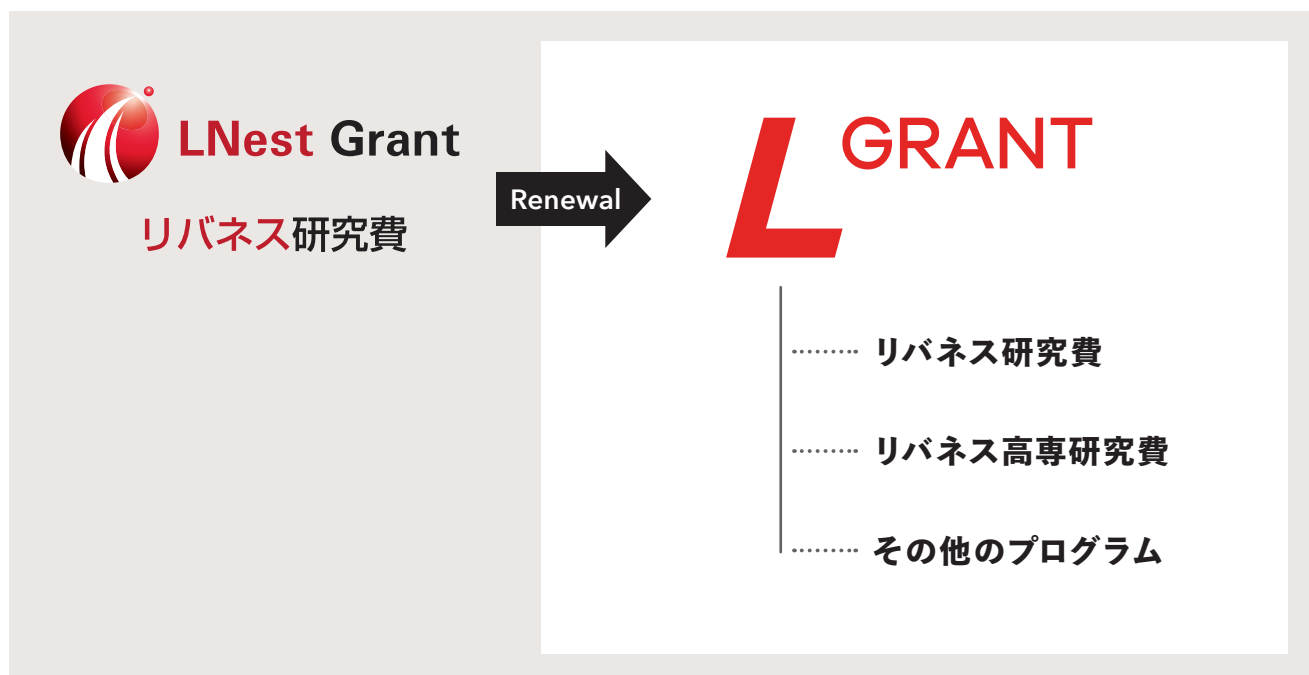 LNest Grant
リバネス研究費
Renewal
L GRANT
リバネス研究費
リバネス高専研究費
その他のプログラム